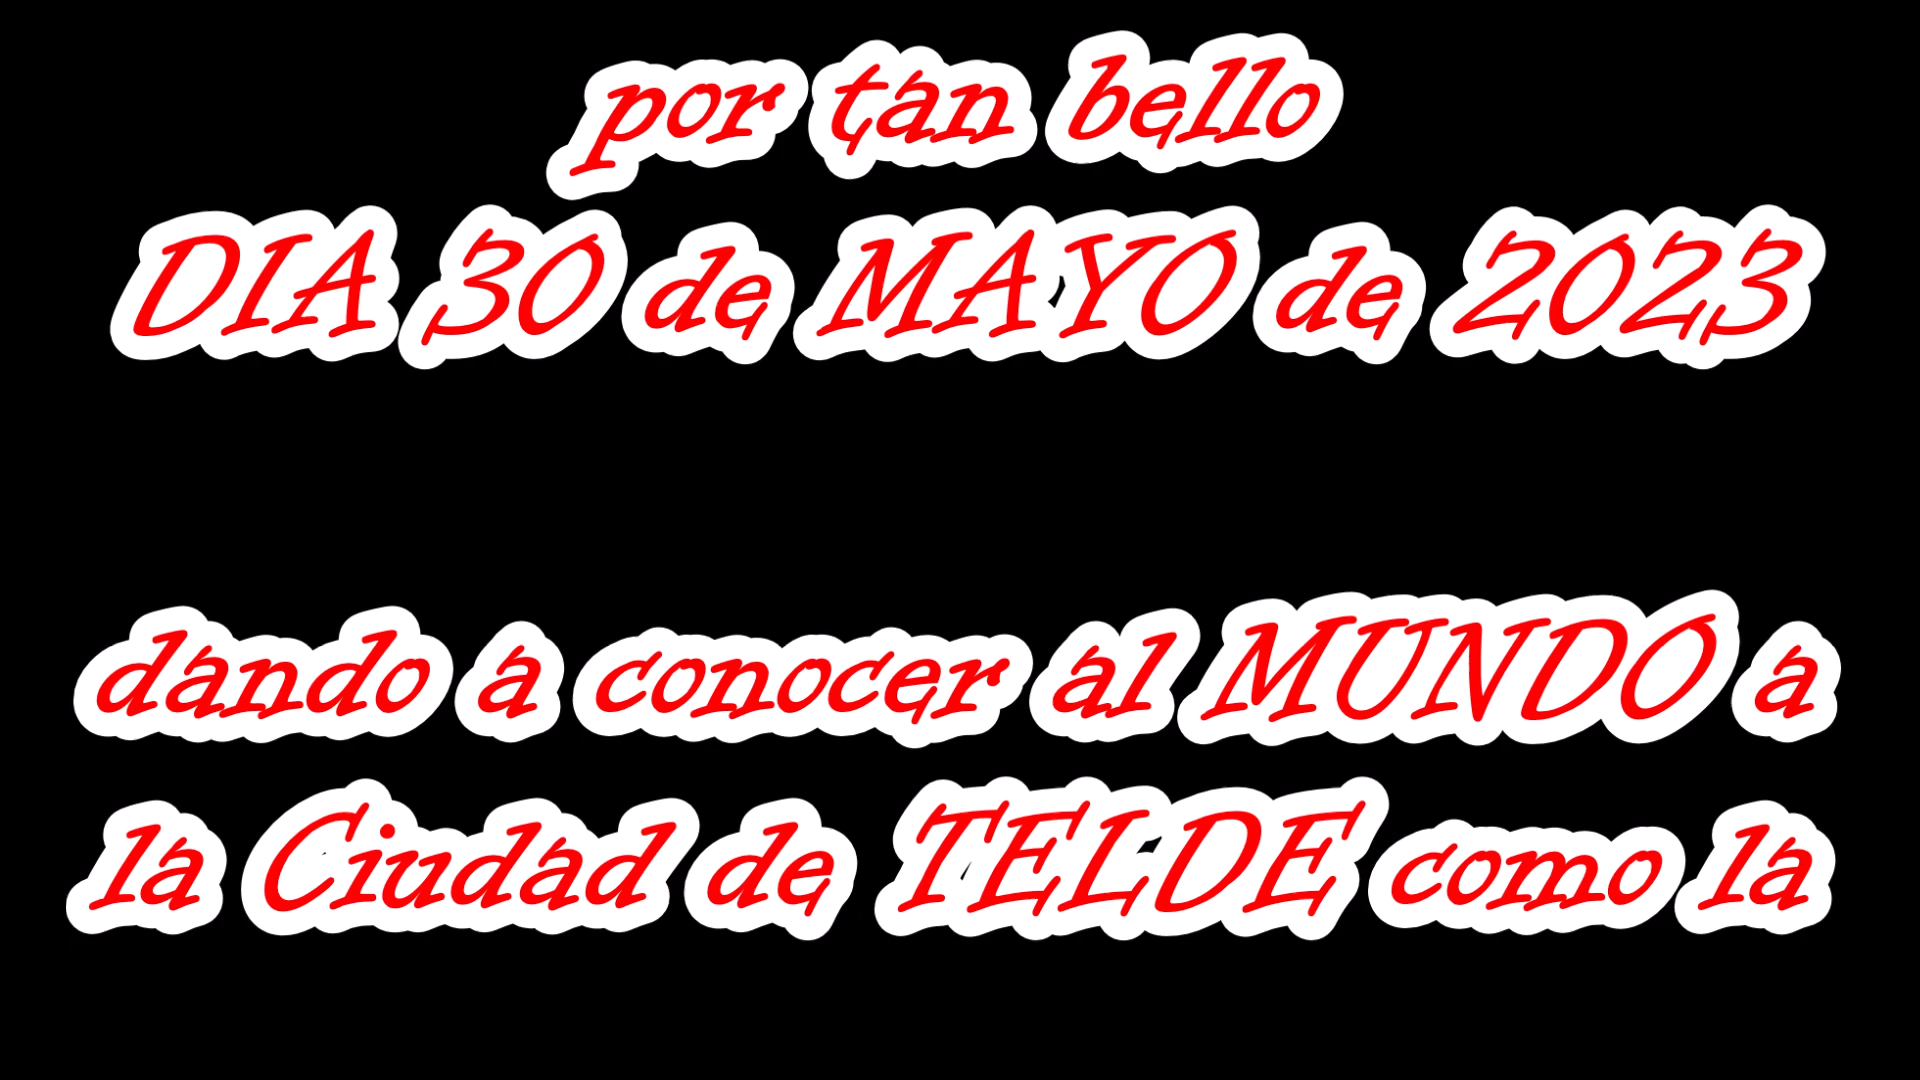 por tan bello
DIA 30 de MAYO de 2023
dando a conocer al MUNDO a
la Ciudad de TELDE como la